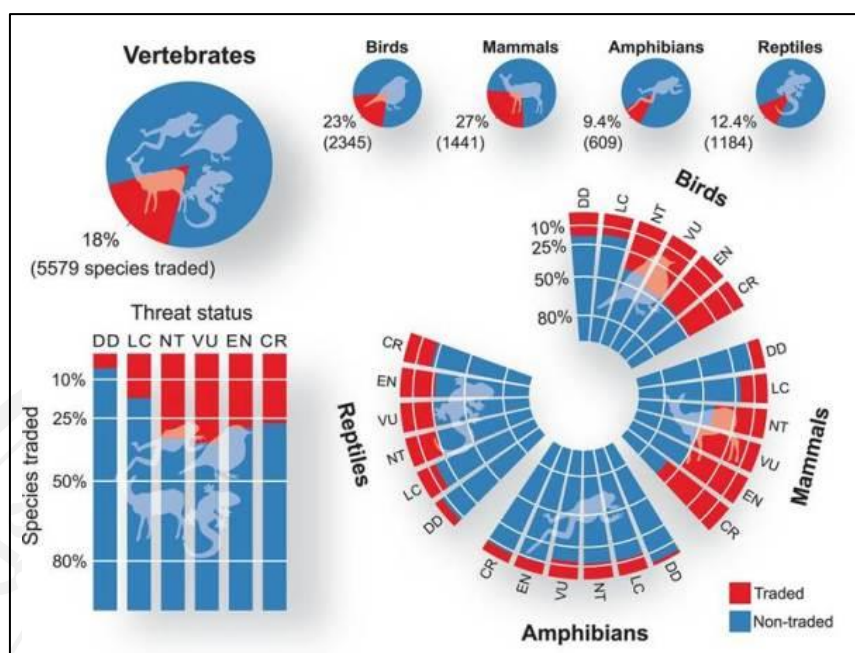 Vertebrates
18%
(5579 species traded)
Birds
23%
(2345)
Mammals
27%
(1441)
Amphibians
9.4%
(609)
Reptiles
12.4%
(1184)
Threat status
DD LC NT VU EN CR
Species traded
10%
25%
50%
80%
Birds
DD
LC
NT
VU
EN
CR
10%
25%
50%
80%
Mammals
DD
LC
NT
VU
EN
CR
Amphibians
CR
EN
VU
NT
LC
DD
Reptiles
CR
EN
VU
NT
LC
DD
Traded
Non-traded